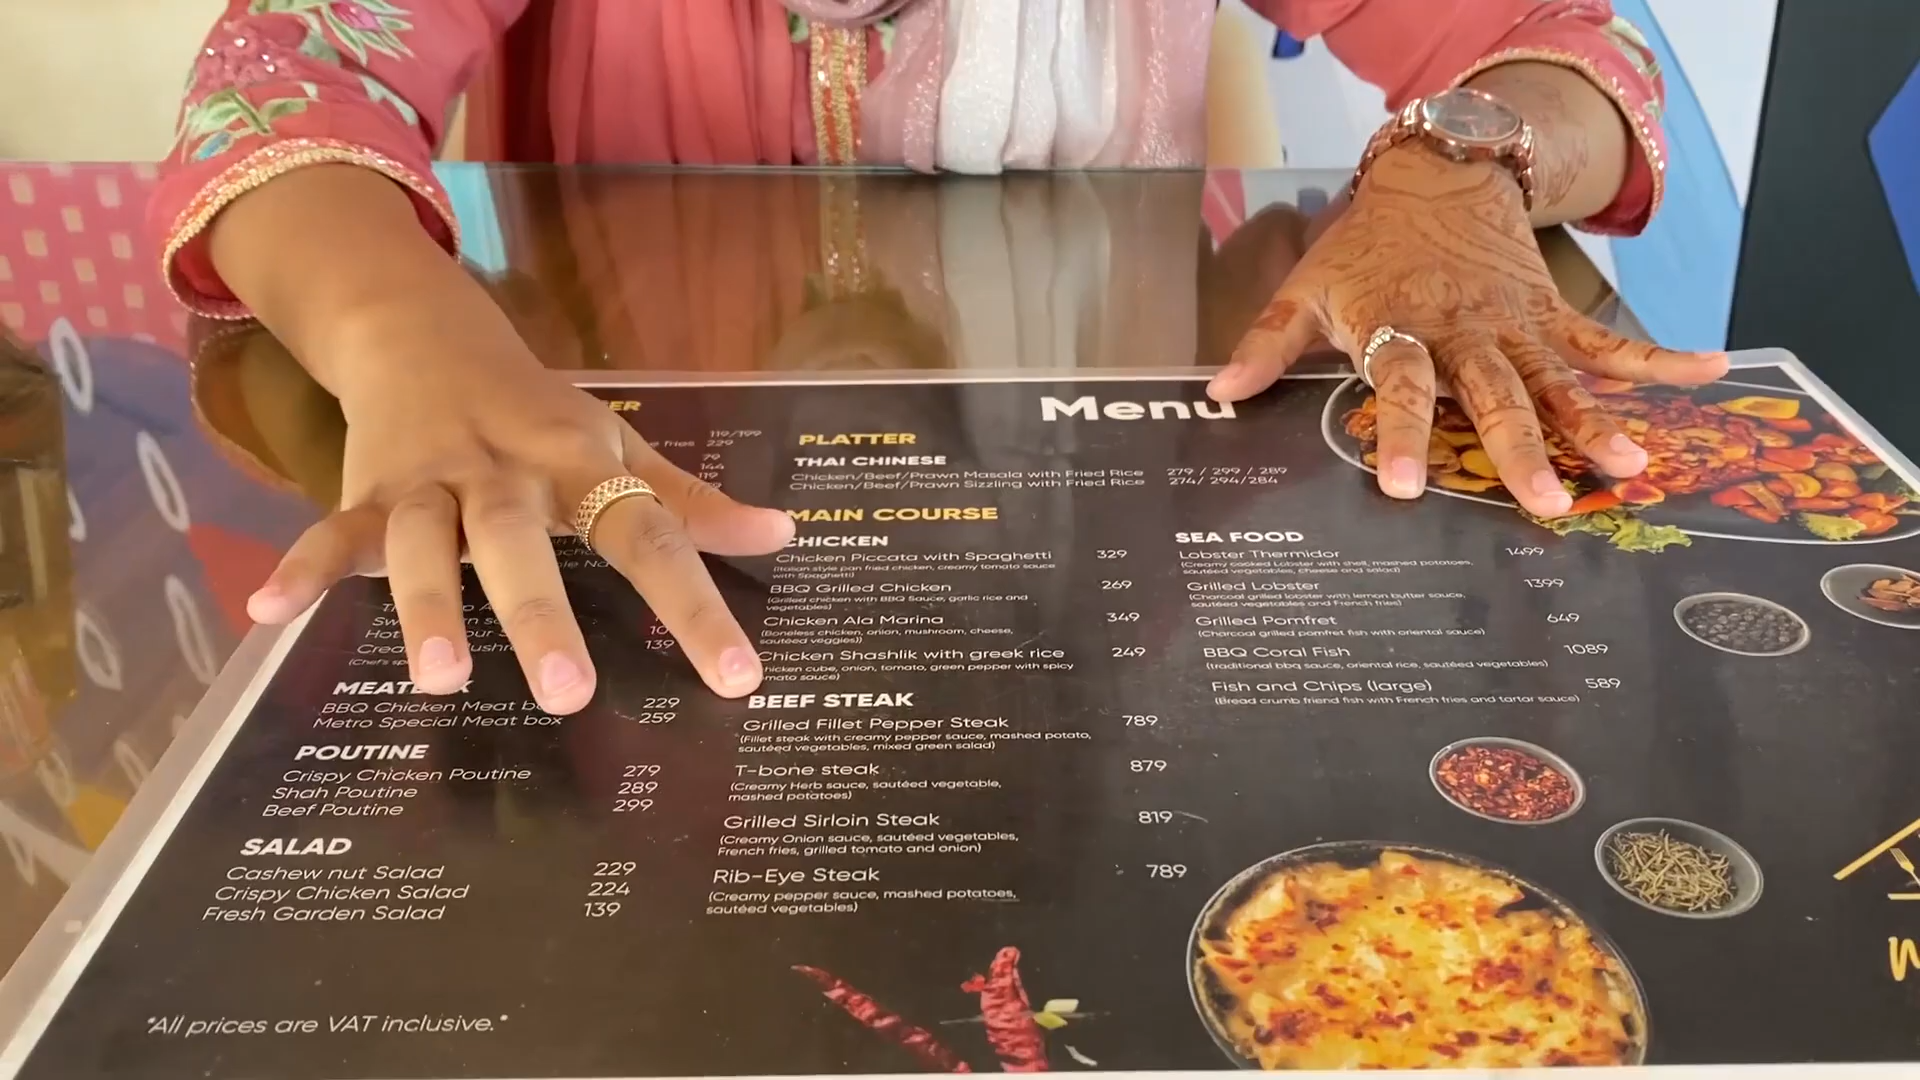 Menu
119/199
fries 229
79
144
119
139
MEATBOX
BBQ Chicken Meat 229
Metro Special Meat box 259
POUTINE
Crispy Chicken Poutine 279
Shah Poutine 289
Beef Poutine 299
SALAD
Cashew nut Salad 229
Crispy Chicken Salad 224
Fresh Garden Salad 139
*All prices are VAT inclusive.*
PLATTER
THAI CHINESE
Chicken/Beef/Prawn Masala with Fried Rice 279 / 299 / 289
Chicken/Beef/Prawn Sizzling with Fried Rice 274/ 294/284
MAIN COURSE
CHICKEN
Chicken Piccata with Spaghetti 329
(Italian style pan fried chicken, creamy tomato sauce
with Spaghetti)
BBQ Grilled Chicken 269
(Grilled chicken with BBQ Sauce, garlic rice and
vegetables)
Chicken Ala Marina 349
(Boneless chicken, onion, mushroom, cheese,
sautéed veggies))
Chicken Shashlik with greek rice 249
chicken cube, onion, tomato, green pepper with spicy
tomato sauce)
BEEF STEAK
Grilled Fillet Pepper Steak 789
(Fillet steak with creamy pepper sauce, mashed potato,
sautéed vegetables, mixed green salad)
T-bone steak 879
(Creamy Herb sauce, sautéed vegetable,
mashed potatoes)
Grilled Sirloin Steak 819
(Creamy Onion sauce, sautéed vegetables,
French fries, grilled tomato and onion)
Rib-Eye Steak 789
(Creamy pepper sauce, mashed potatoes,
sautéed vegetables)
SEA FOOD
Lobster Thermidor 1499
(Creamy cooked Lobster with shell, mashed potatoes,
sautéed vegetables, cheese and salad)
Grilled Lobster 1399
(Charcoal grilled lobster with lemon butter sauce,
sautéed vegetables and French fries)
Grilled Pomfret 649
(Charcoal grilled pomfret fish with oriental sauce)
BBQ Coral Fish 1089
(traditional bbq sauce, oriental rice, sautéed vegetables)
Fish and Chips (large) 589
(Bread crumb friend fish with French fries and tartar sauce)